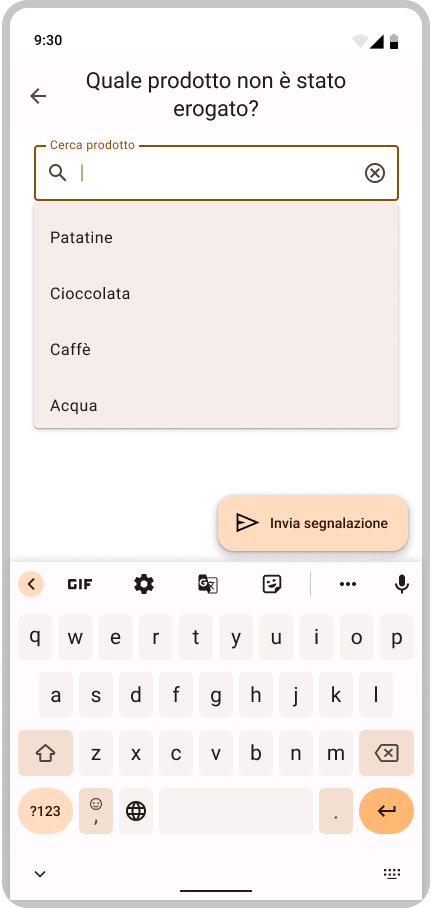 9:30
Quale prodotto non è stato
erogato?
Cerca prodotto
Patatine
Cioccolata
Caffè
Acqua
Invia segnalazione
GIF
q w e r t y u i o p
a s d f g h j k l
z x c v b n m
?123 , .